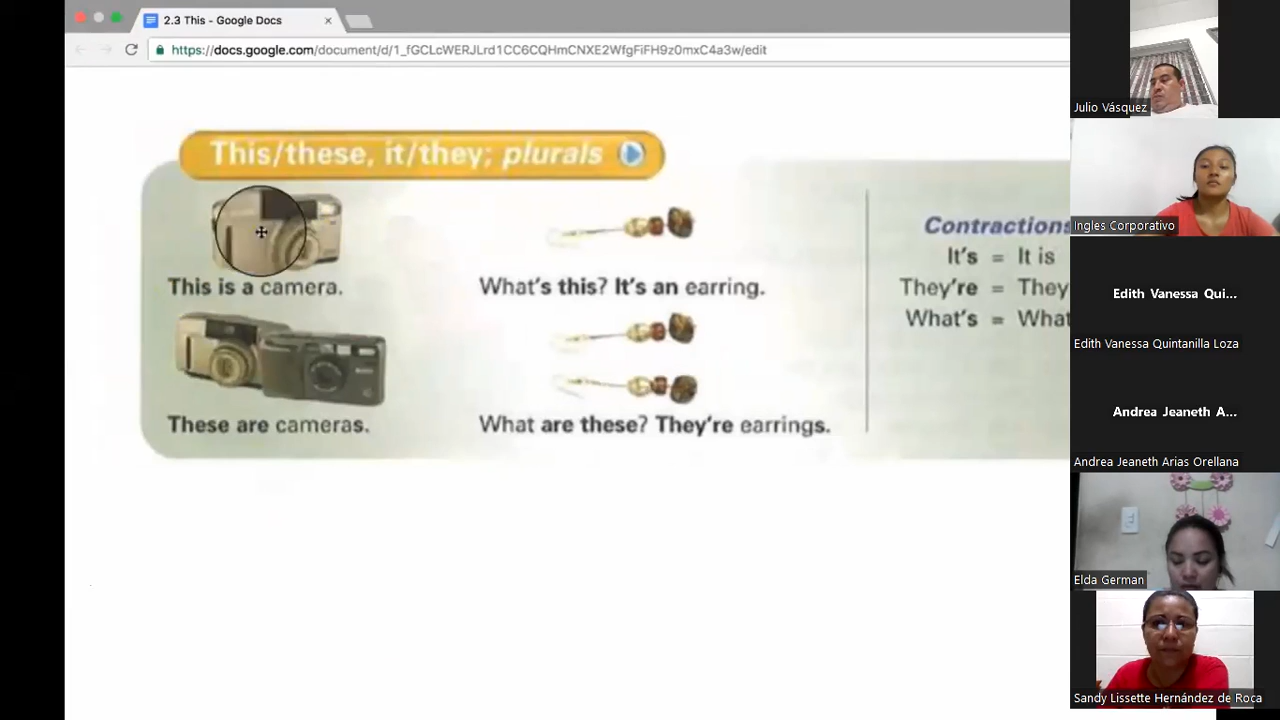 2.3 This - Google Docs
https://docs.google.com/document/d/1_fGCLcWERJLrd1CC6CQHmCNXE2WfgFiFH9z0mxC4a3w/edit
This/these, it/they; plurals
This is a camera.
What's this? It's an earring.
These are cameras.
What are these? They're earrings.
Contractions
It's = It is
They're = They
What's = What
Julio Vásquez
Ingles Corporativo
Edith Vanessa Qui...
Edith Vanessa Quintanilla Loza
Andrea Jeaneth A...
Andrea Jeaneth Arias Orellana
Elda German
Sandy Lissette Hernández de Roca